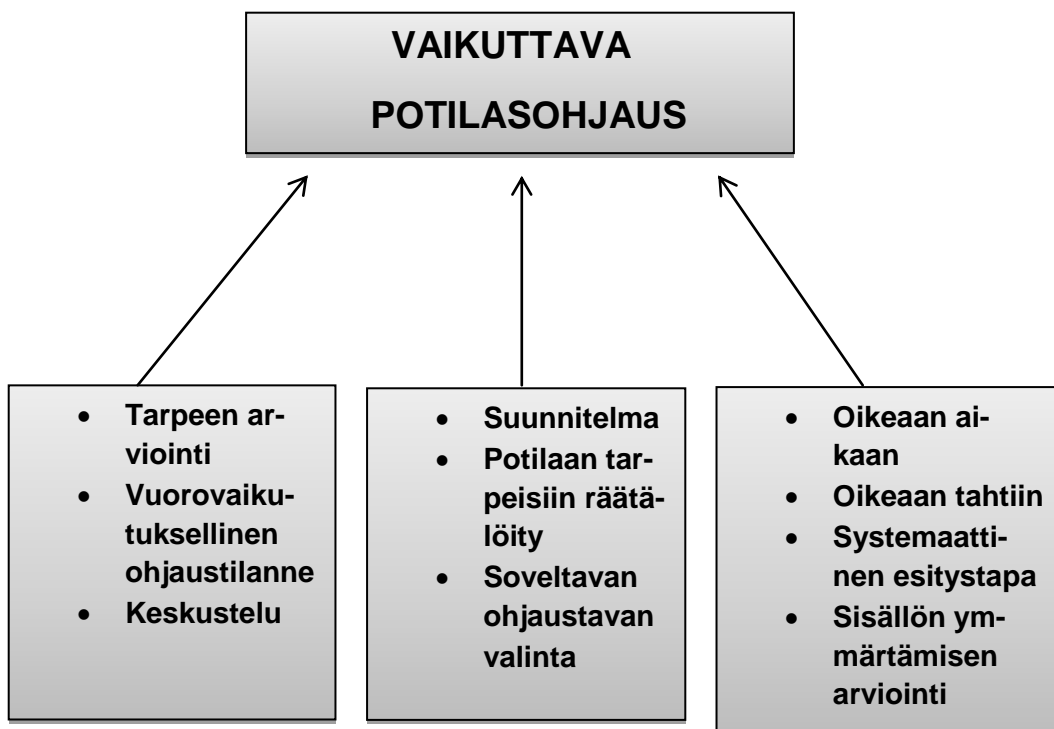 VAIKUTTAVA
POTILASOHJAUS
• Tarpeen ar-
viointi
• Vuorovaiku-
tuksellinen
ohjaustilanne
• Keskustelu
• Suunnitelma
• Potilaan tar-
peisiin räätä-
löity
• Soveltavan
ohjaustavan
valinta
• Oikeaan ai-
kaan
• Oikeaan tahtiin
• Systemaatti-
nen esitystapa
• Sisällön ym-
märtämisen
arviointi